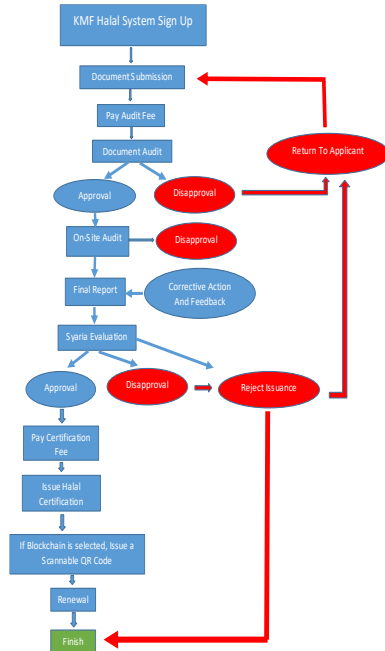 KMF Halal System Sign Up
Document Submission
Pay Audit Fee
Document Audit
Return To Applicant
Approval
Disapproval
On-Site Audit
Disapproval
Final Report
Corrective Action
And Feedback
Syaria Evaluation
Approval
Disapproval
Reject Issuance
Pay Certification
Fee
Issue Halal
Certification
If Blockchain is selected, Issue a
Scannable QR Code
Renewal
Finish